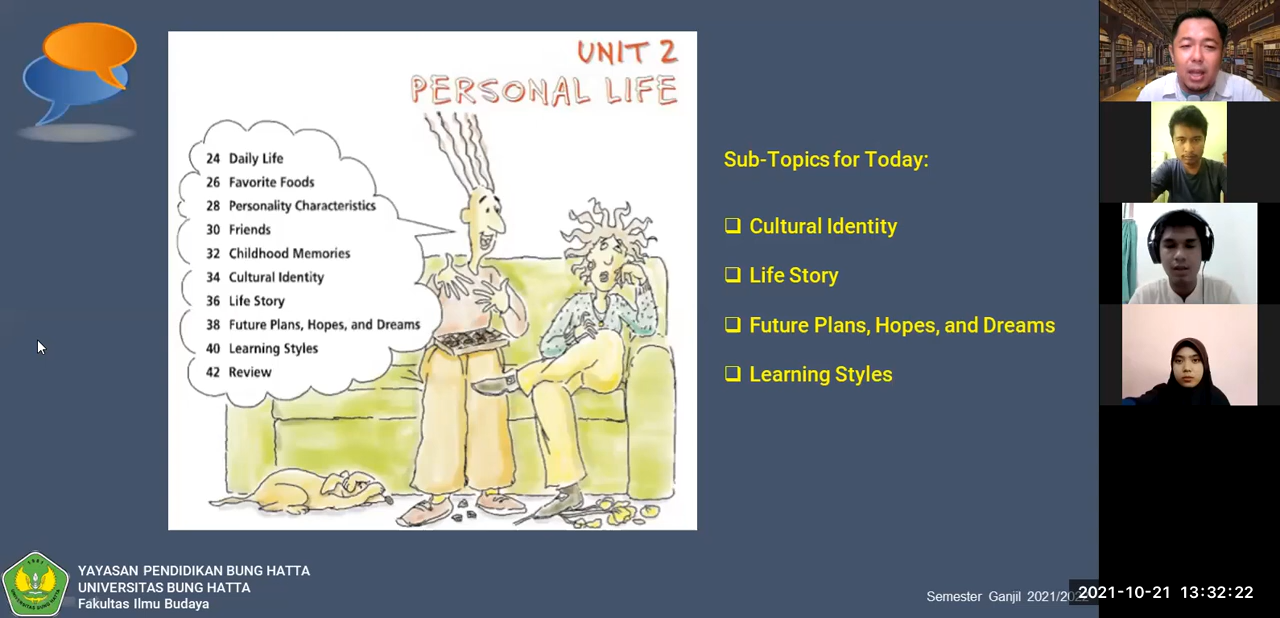 UNIT 2
PERSONAL LIFE
24 Daily Life
26 Favorite Foods
28 Personality Characteristics
30 Friends
32 Childhood Memories
34 Cultural Identity
36 Life Story
38 Future Plans, Hopes, and Dreams
40 Learning Styles
42 Review
Sub-Topics for Today:
❑ Cultural Identity
❑ Life Story
❑ Future Plans, Hopes, and Dreams
❑ Learning Styles
YAYASAN PENDIDIKAN BUNG HATTA
UNIVERSITAS BUNG HATTA
Fakultas Ilmu Budaya
Semester Ganjil 2021/
2021-10-21 13:32:22